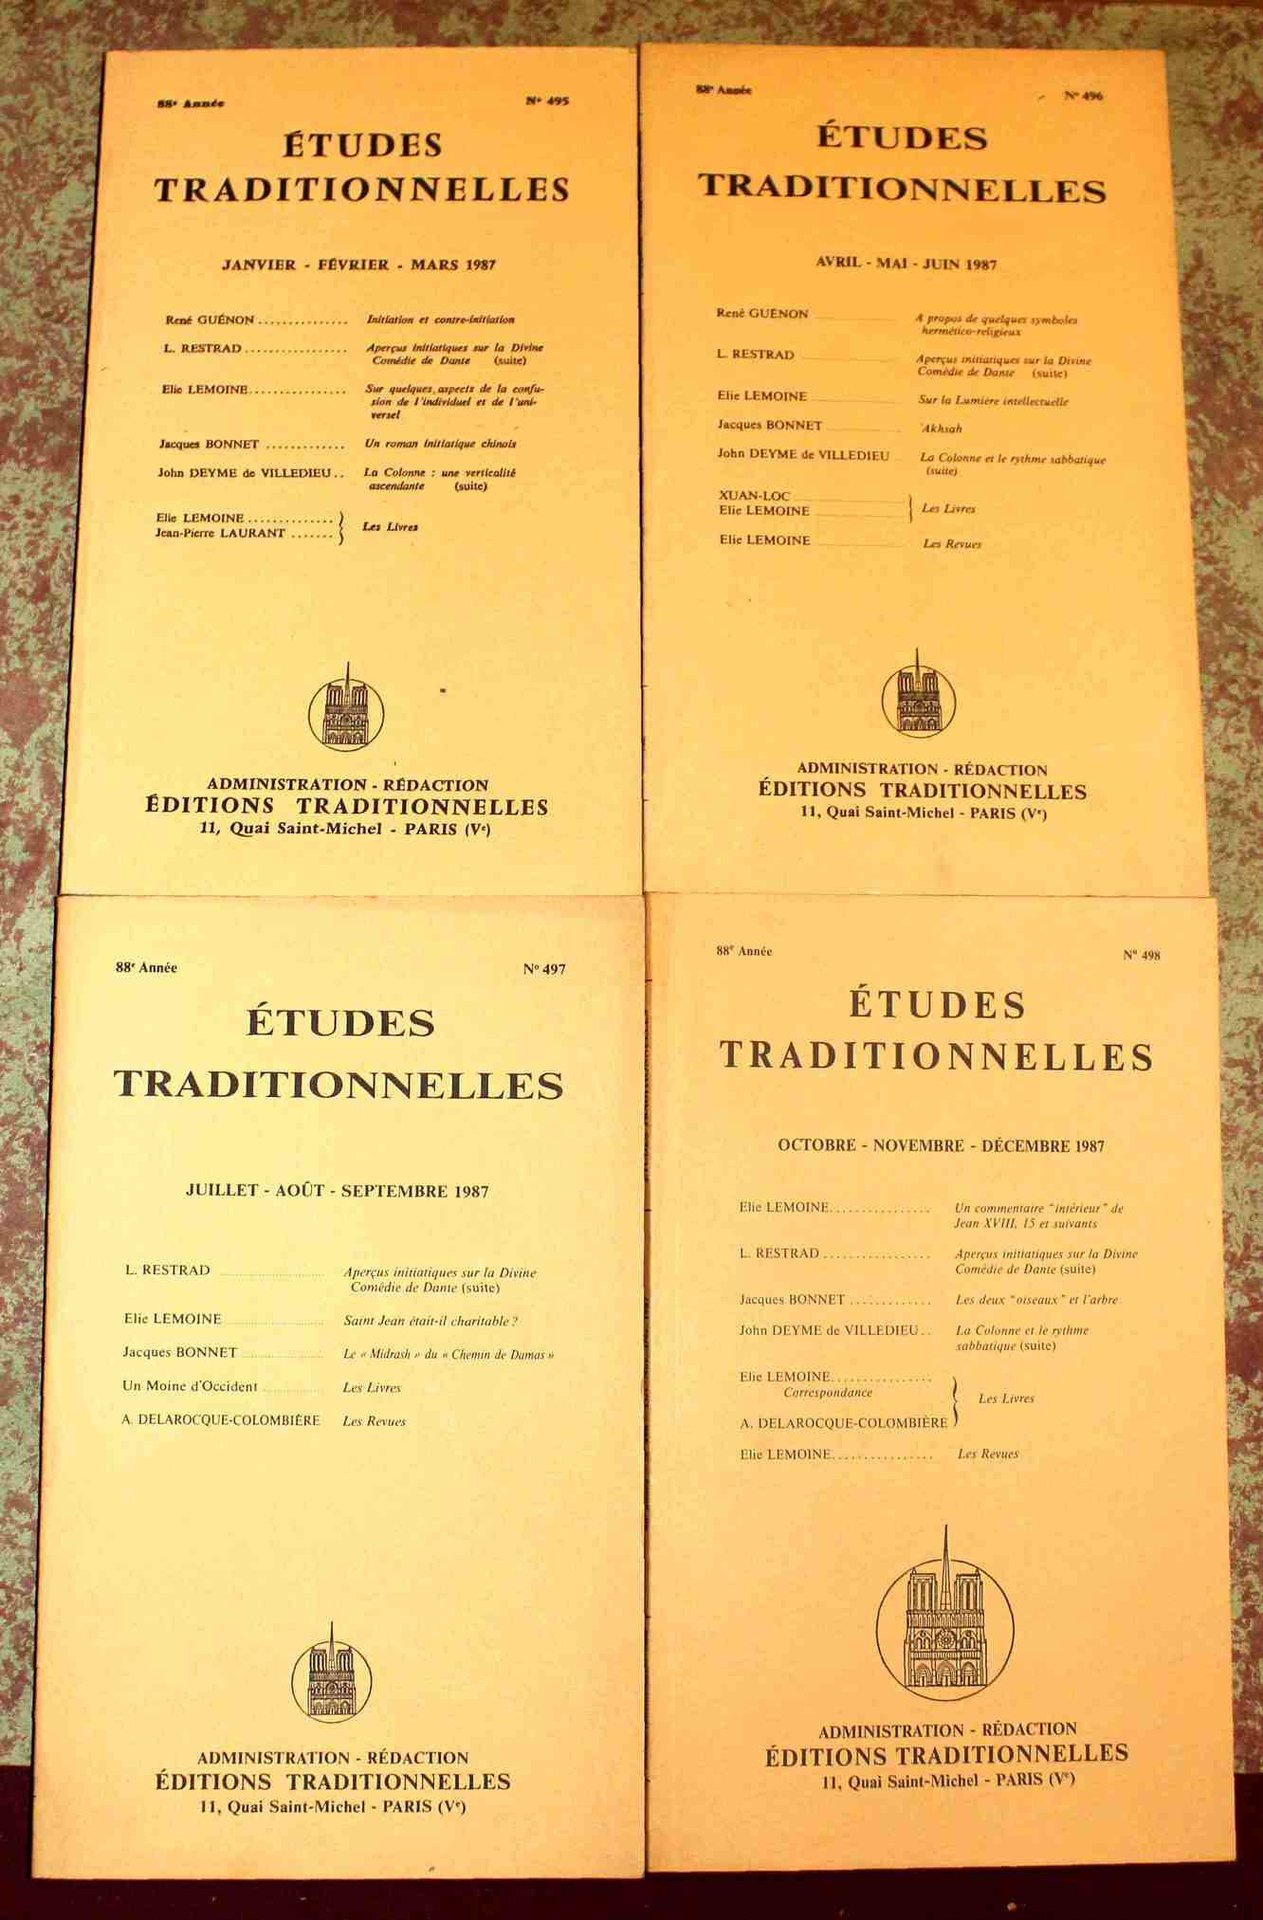 88e Année N° 495
ÉTUDES
TRADITIONNELLES
JANVIER - FÉVRIER - MARS 1987
René GUÉNON ............... Initiation et contre-initiation
L. RESTRAD ................. Aperçus initiatiques sur la Divine
Comédie de Dante (suite)
Elie LEMOINE ................ Sur quelques aspects de la confu-
sion de l'individuel et de l'uni-
versel
Jacques BONNET ............. Un roman initiatique chinois
John DEYME de VILLEDIEU .. La Colonne : une verticalité
ascendante (suite)
Elie LEMOINE ..............
Jean-Pierre LAURANT ....... } Les Livres
ADMINISTRATION - RÉDACTION
ÉDITIONS TRADITIONNELLES
11, Quai Saint-Michel - PARIS (Ve)
88e Année N° 496
ÉTUDES
TRADITIONNELLES
AVRIL - MAI - JUIN 1987
René GUENON A propos de quelques symboles
hermético-religieux
L. RESTRAD Aperçus initiatiques sur la Divine
Comédie de Dante (suite)
Elie LEMOINE Sur la Lumière intellectuelle
Jacques BONNET 'Akhsah
John DEYME de VILLEDIEU La Colonne et le rythme sabbatique
(suite)
XUAN-LOC
Elie LEMOINE } Les Livres
Elie LEMOINE Les Revues
ADMINISTRATION - RÉDACTION
ÉDITIONS TRADITIONNELLES
11, Quai Saint-Michel - PARIS (Ve)
88e Année N° 497
ÉTUDES
TRADITIONNELLES
JUILLET - AOÛT - SEPTEMBRE 1987
L. RESTRAD Aperçus initiatiques sur la Divine
Comédie de Dante (suite)
Elie LEMOINE Saint Jean était-il charitable ?
Jacques BONNET Le « Midrash » du « Chemin de Damas »
Un Moine d'Occident Les Livres
A. DELAROCQUE-COLOMBIÈRE Les Revues
ADMINISTRATION - RÉDACTION
ÉDITIONS TRADITIONNELLES
11, Quai Saint-Michel - PARIS (Ve)
88e Année N° 498
ÉTUDES
TRADITIONNELLES
OCTOBRE - NOVEMBRE - DÉCEMBRE 1987
Elie LEMOINE ................ Un commentaire "intérieur" de
Jean XVIII, 15 et suivants
L. RESTRAD ................. Aperçus initiatiques sur la Divine
Comédie de Dante (suite)
Jacques BONNET ............. Les deux "oiseaux" et l'arbre
John DEYME de VILLEDIEU .. La Colonne et le rythme
sabbatique (suite)
Elie LEMOINE ................
Correspondance } Les Livres
A. DELAROCQUE-COLOMBIÈRE
Elie LEMOINE ................ Les Revues
ADMINISTRATION - RÉDACTION
ÉDITIONS TRADITIONNELLES
11, Quai Saint-Michel - PARIS (Ve)